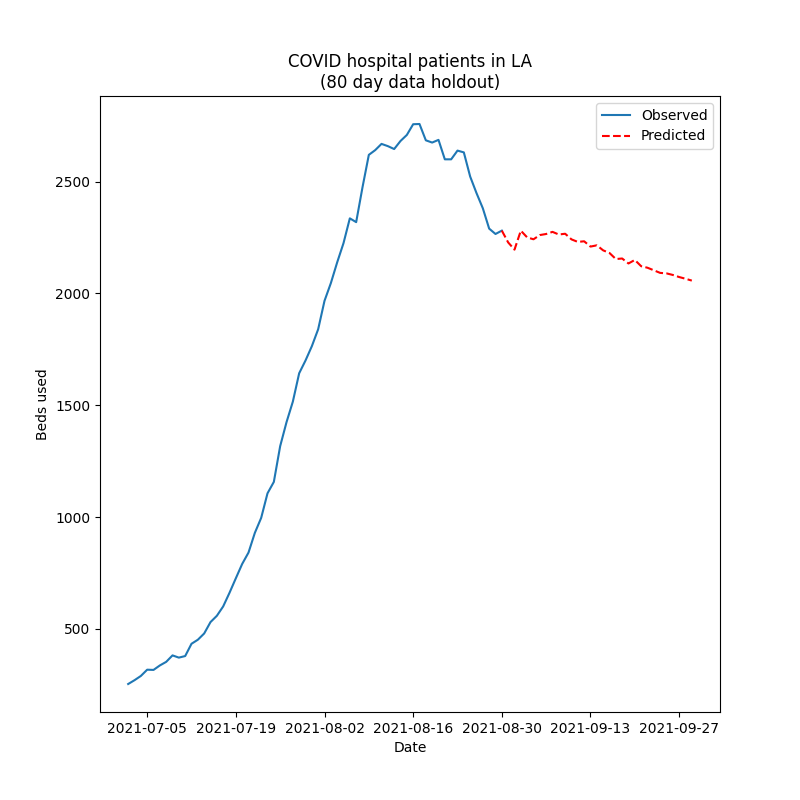 COVID hospital patients in LA
(80 day data holdout)
Observed
Predicted
2500
2000
1500
1000
500
Beds used
2021-07-05 2021-07-19 2021-08-02 2021-08-16 2021-08-30 2021-09-13 2021-09-27
Date